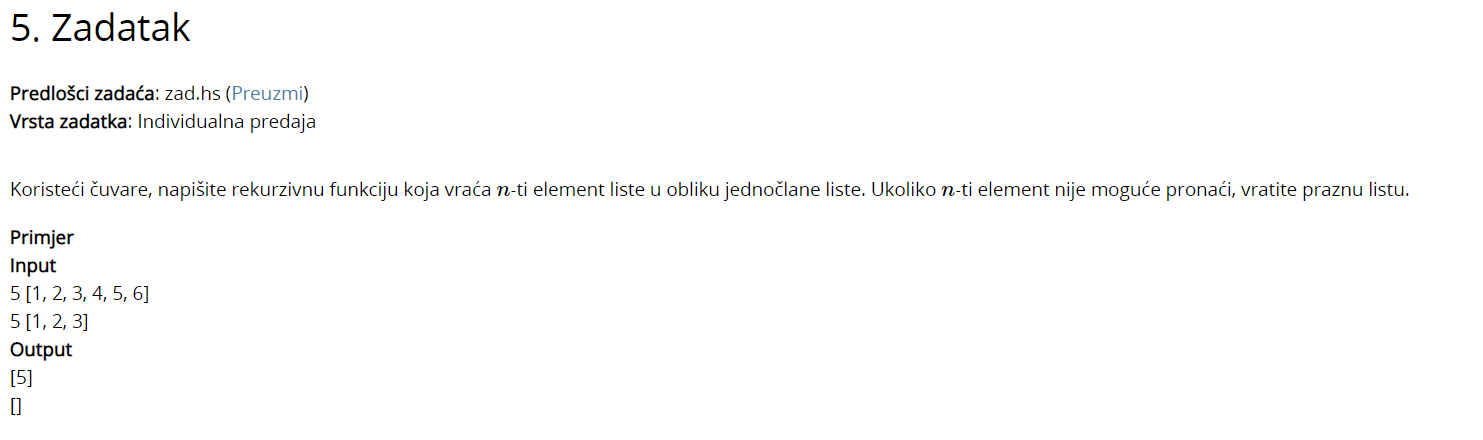 5. Zadatak
Predlošci zadaća: zad.hs (Preuzmi)
Vrsta zadatka: Individualna predaja
Koristeći čuvare, napišite rekurzivnu funkciju koja vraća n-ti element liste u obliku jednočlane liste. Ukoliko n-ti element nije moguće pronaći, vratite praznu listu.
Primjer
Input
5 [1, 2, 3, 4, 5, 6]
5 [1, 2, 3]
Output
[5]
[]